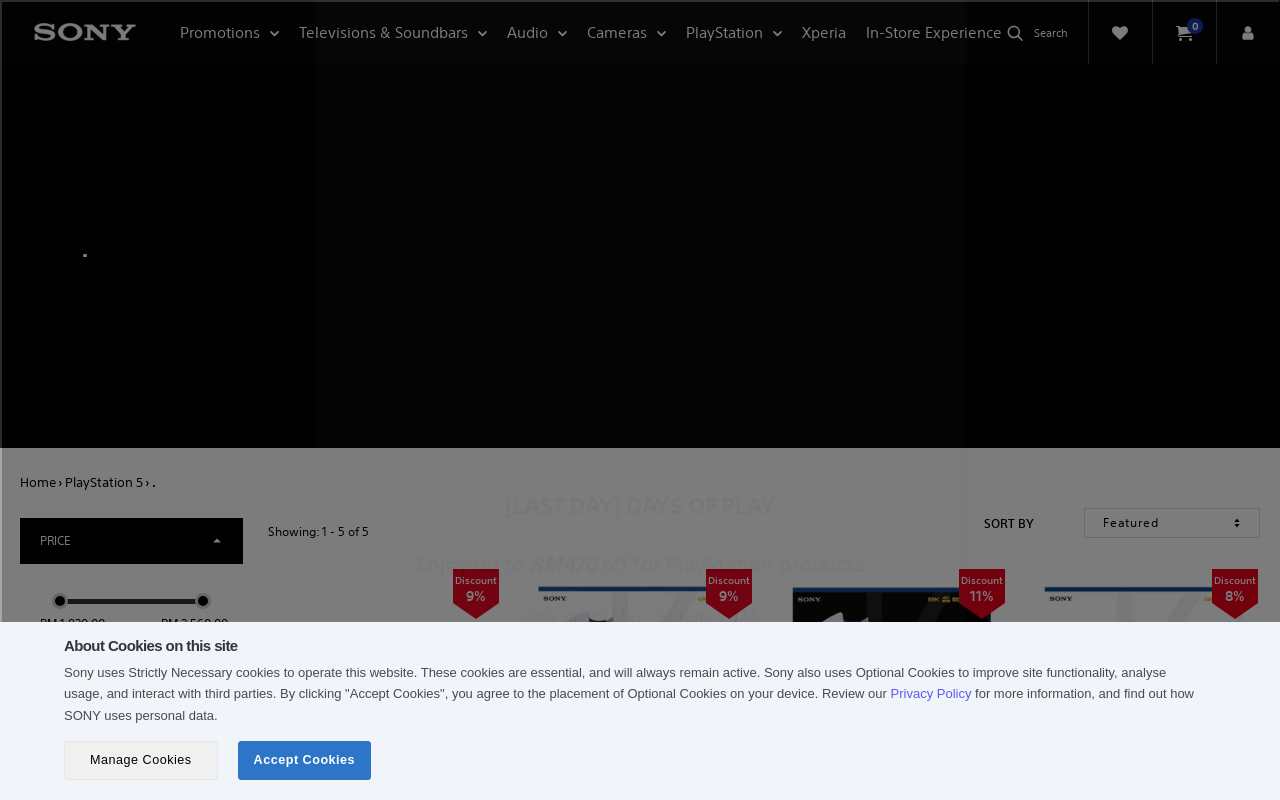 SONY
Promotions
Televisions & Soundbars
Audio
Cameras
PlayStation
Xperia
In-Store Experience
Search
0
Home › PlayStation 5 › .
PRICE
Showing: 1 - 5 of 5
SORT BY
Featured
[LAST DAY] DAYS OF PLAY
Enjoy up to RM470 off for PlayStation products
Discount
9%
Discount
9%
Discount
11%
Discount
8%
SONY
SONY
SONY
About Cookies on this site
Sony uses Strictly Necessary cookies to operate this website. These cookies are essential, and will always remain active. Sony also uses Optional Cookies to improve site functionality, analyse
usage, and interact with third parties. By clicking "Accept Cookies", you agree to the placement of Optional Cookies on your device. Review our Privacy Policy for more information, and find out how
SONY uses personal data.
Manage Cookies
Accept Cookies